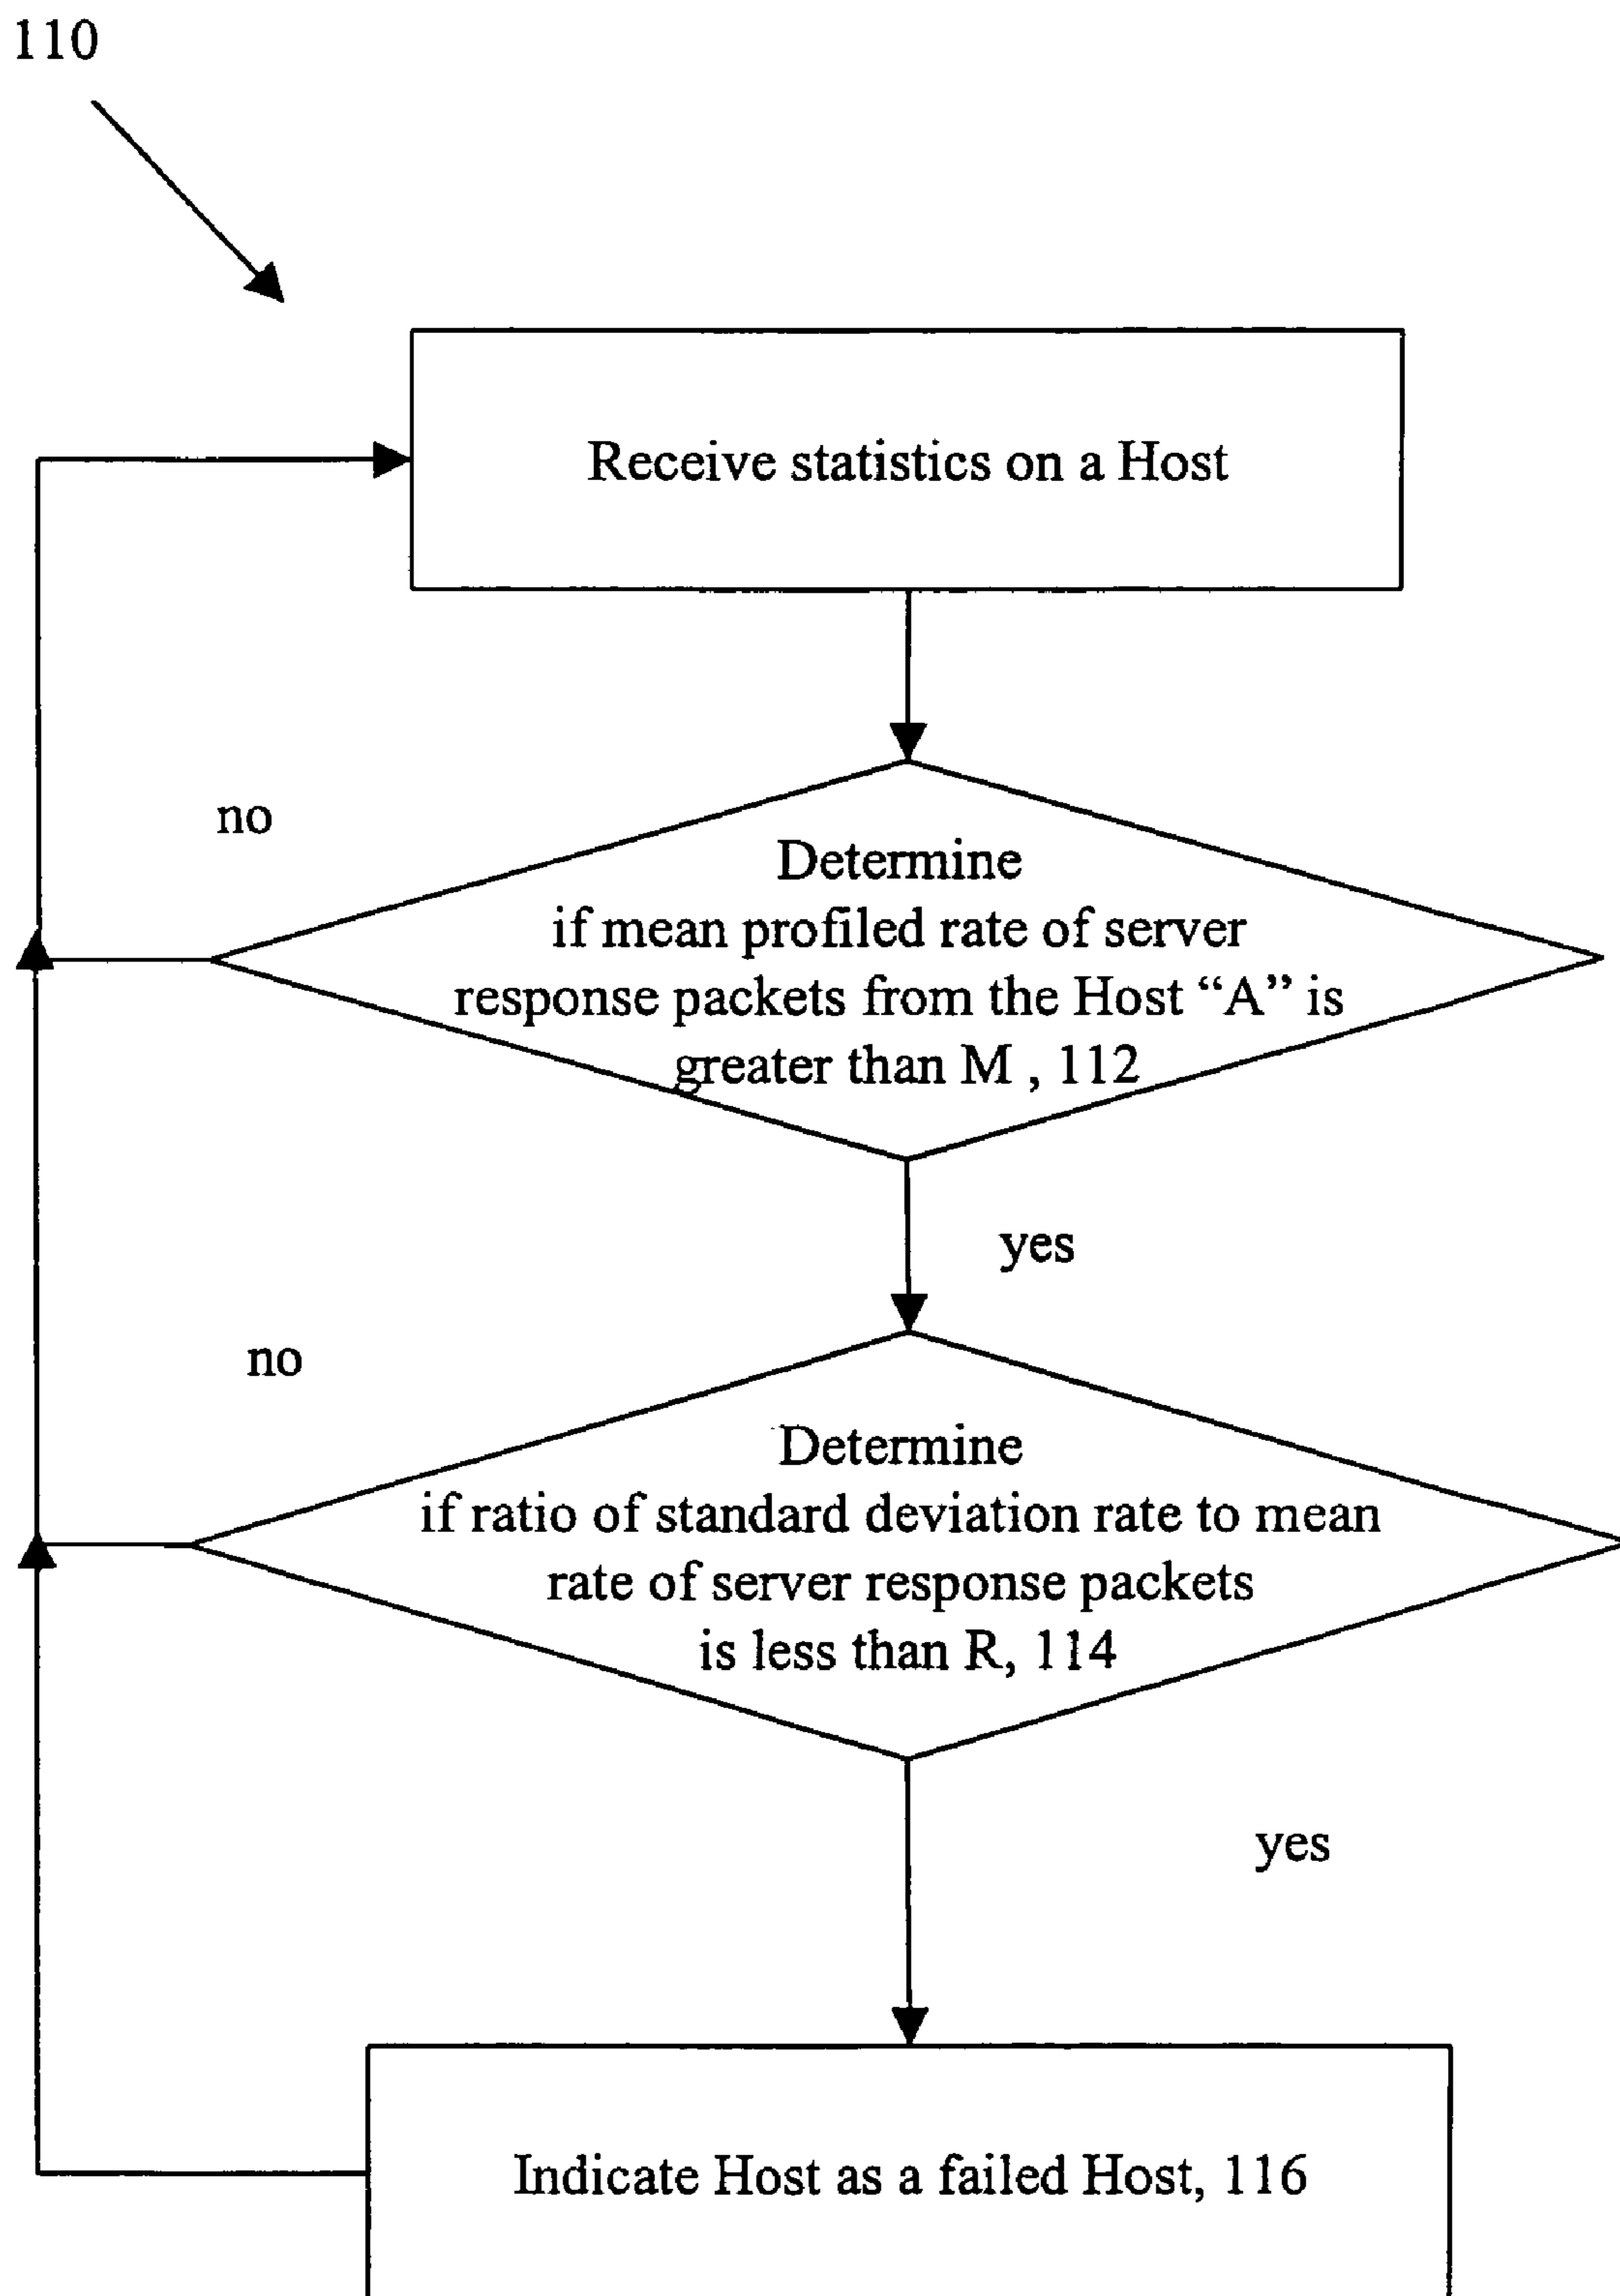 110
Receive statistics on a Host
no
Determine
if mean profiled rate of server
response packets from the Host “A” is
greater than M , 112
yes
no
Determine
if ratio of standard deviation rate to mean
rate of server response packets
is less than R, 114
yes
Indicate Host as a failed Host, 116